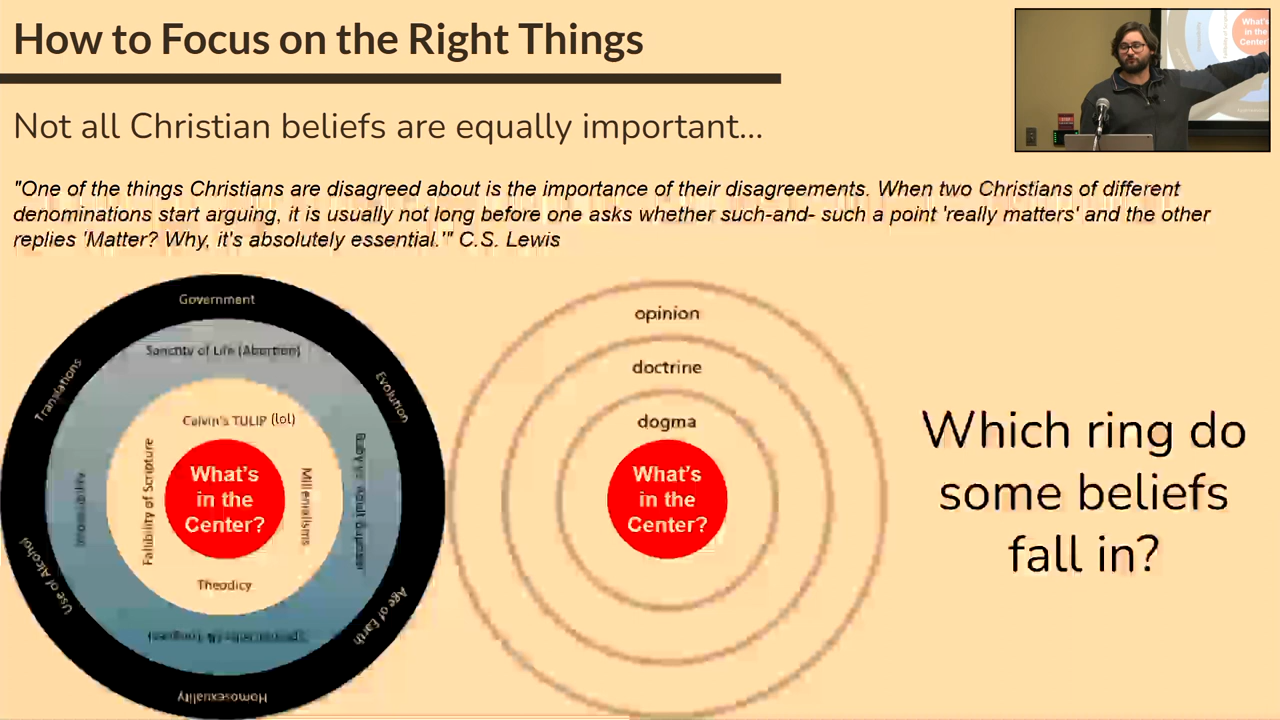 How to Focus on the Right Things
Not all Christian beliefs are equally important...
"One of the things Christians are disagreed about is the importance of their disagreements. When two Christians of different
denominations start arguing, it is usually not long before one asks whether such-and- such a point 'really matters' and the other
replies 'Matter? Why, it's absolutely essential.'" C.S. Lewis
Government
Translations
Evolution
Use of Alcohol
Age of Earth
Homosexuality
Sanctity of Life (Abortion)
Calvin's TULIP (lol)
Fallibility of Scripture
Millenialisms
Theodicy
What's
in the
Center?
opinion
doctrine
dogma
What's
in the
Center?
Which ring do
some beliefs
fall in?
What's
in the
Center?